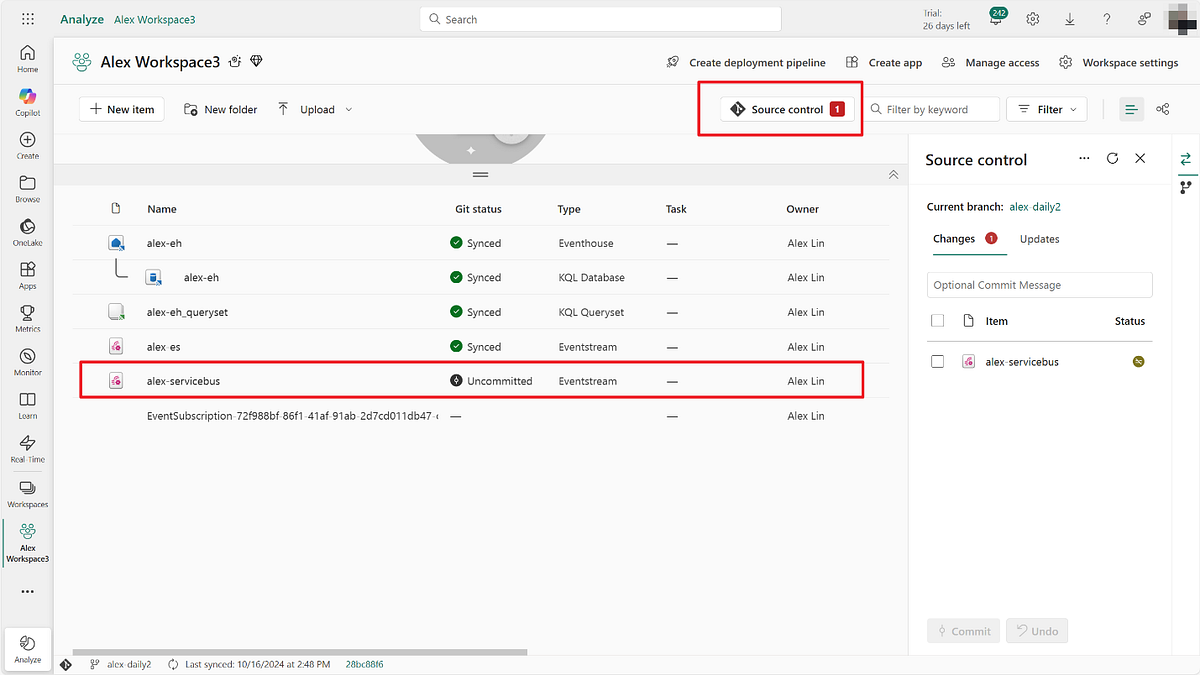 Analyze Alex Workspace3
Search
Trial:
26 days left
242
Home
Copilot
Create
Browse
OneLake
Apps
Metrics
Monitor
Learn
Real-Time
Workspaces
Alex
Workspace3
Analyze
Alex Workspace3
Create deployment pipeline
Create app
Manage access
Workspace settings
New item
New folder
Upload
Source control 1
Filter by keyword
Filter
Name Git status Type Task Owner
alex-eh Synced Eventhouse — Alex Lin
alex-eh Synced KQL Database — Alex Lin
alex-eh_queryset Synced KQL Queryset — Alex Lin
alex-es Synced Eventstream — Alex Lin
alex-servicebus Uncommitted Eventstream — Alex Lin
EventSubscription-72f988bf-86f1-41af-91ab-2d7cd011db47- — — Alex Lin
Source control
Current branch: alex-daily2
Changes 1 Updates
Optional Commit Message
Item Status
alex-servicebus
Commit Undo
alex-daily2 Last synced: 10/16/2024 at 2:48 PM 28bc88f6